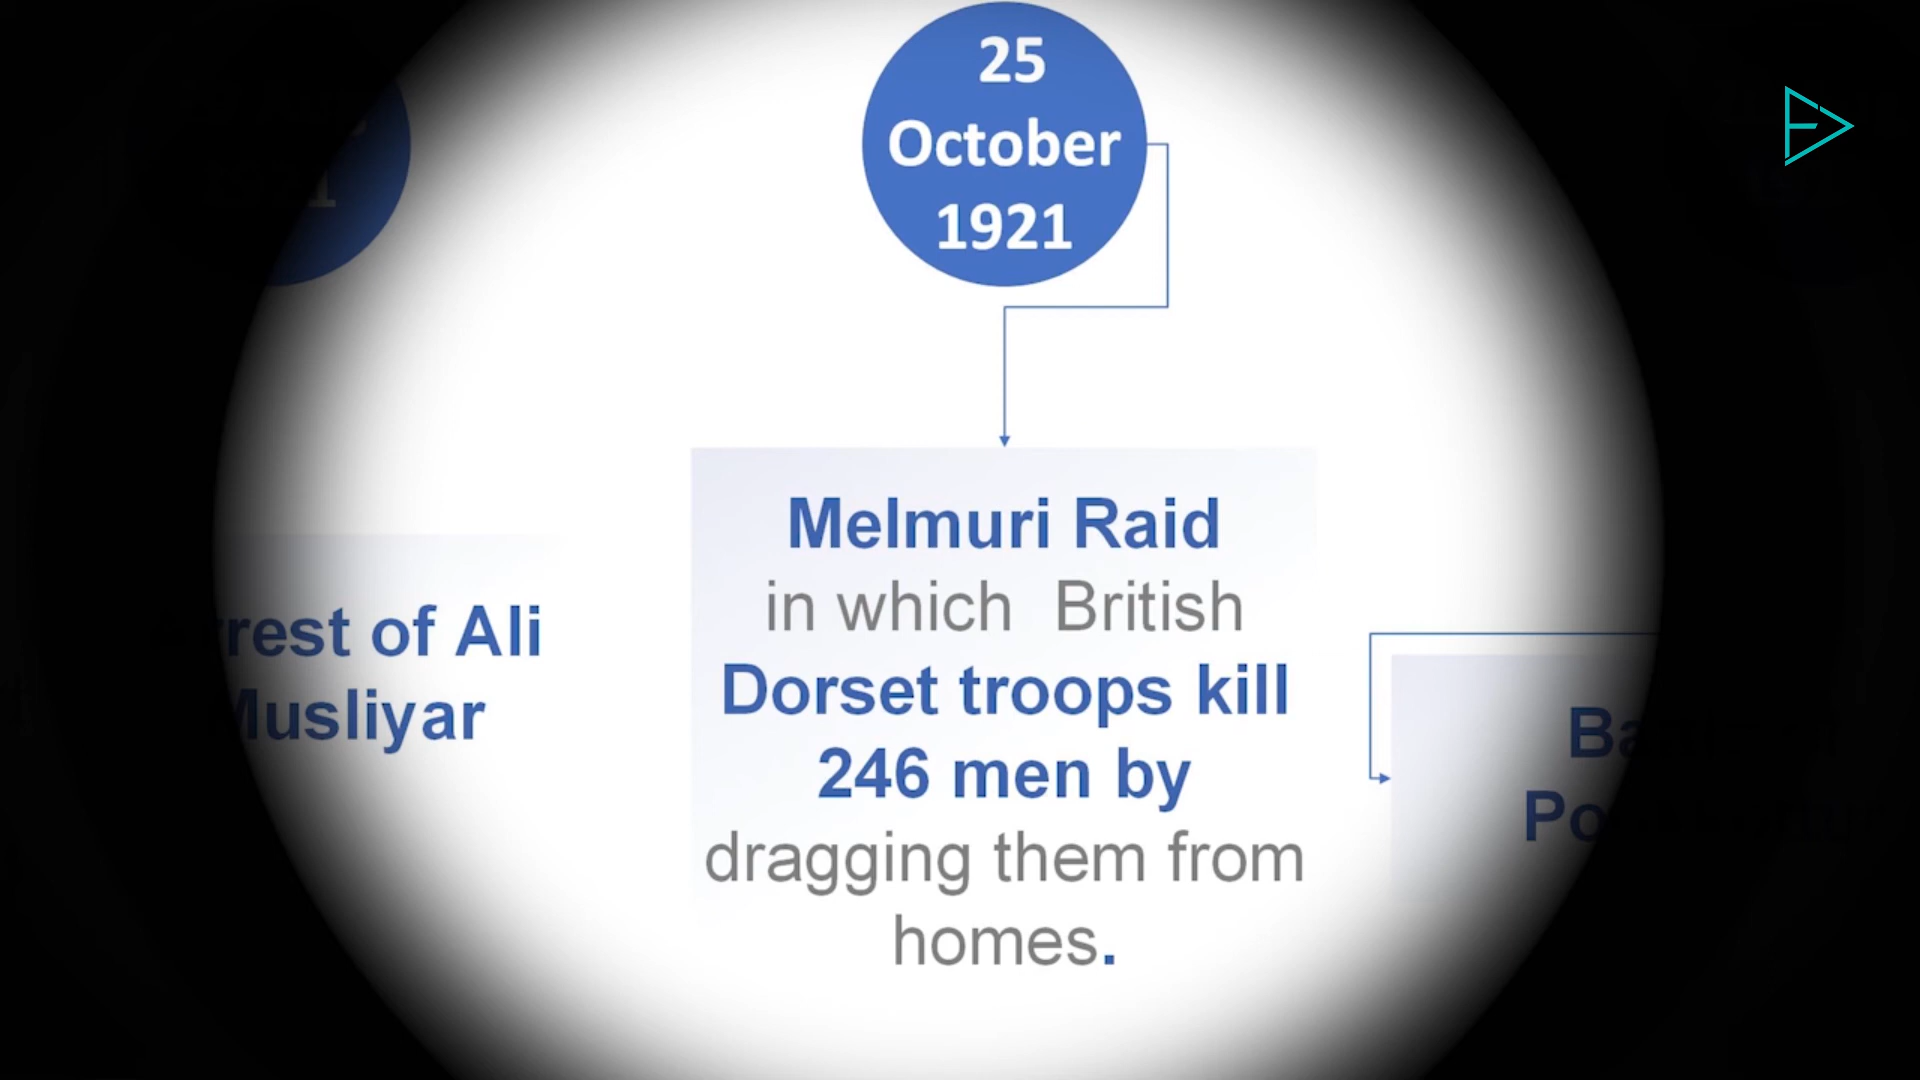 25
October
1921
Melmuri Raid
in which British
Dorset troops kill
246 men by
dragging them from
homes.
rest of Ali
Musliyar